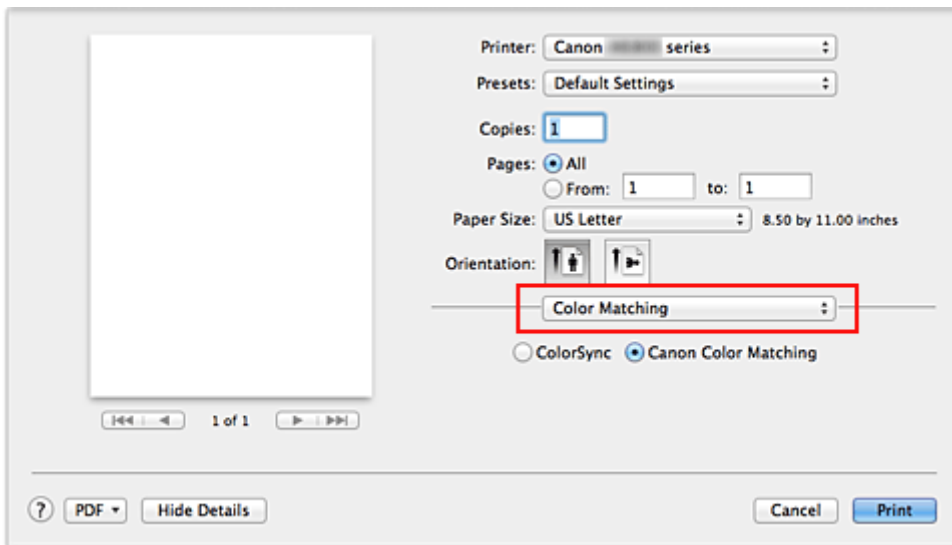 Printer: Canon series
Presets: Default Settings
Copies: 1
Pages: All
From: 1 to: 1
Paper Size: US Letter 8.50 by 11.00 inches
Orientation:
Color Matching
ColorSync Canon Color Matching
1 of 1
? PDF Hide Details Cancel Print